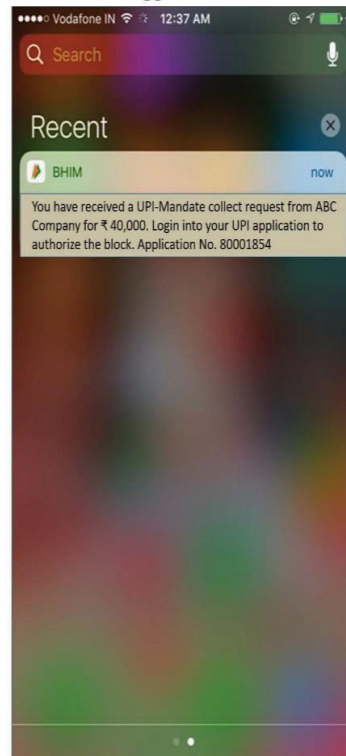 Vodafone IN 12:37 AM
Search
Recent
BHIM now
You have received a UPI-Mandate collect request from ABC
Company for ₹ 40,000. Login into your UPI application to
authorize the block. Application No. 80001854